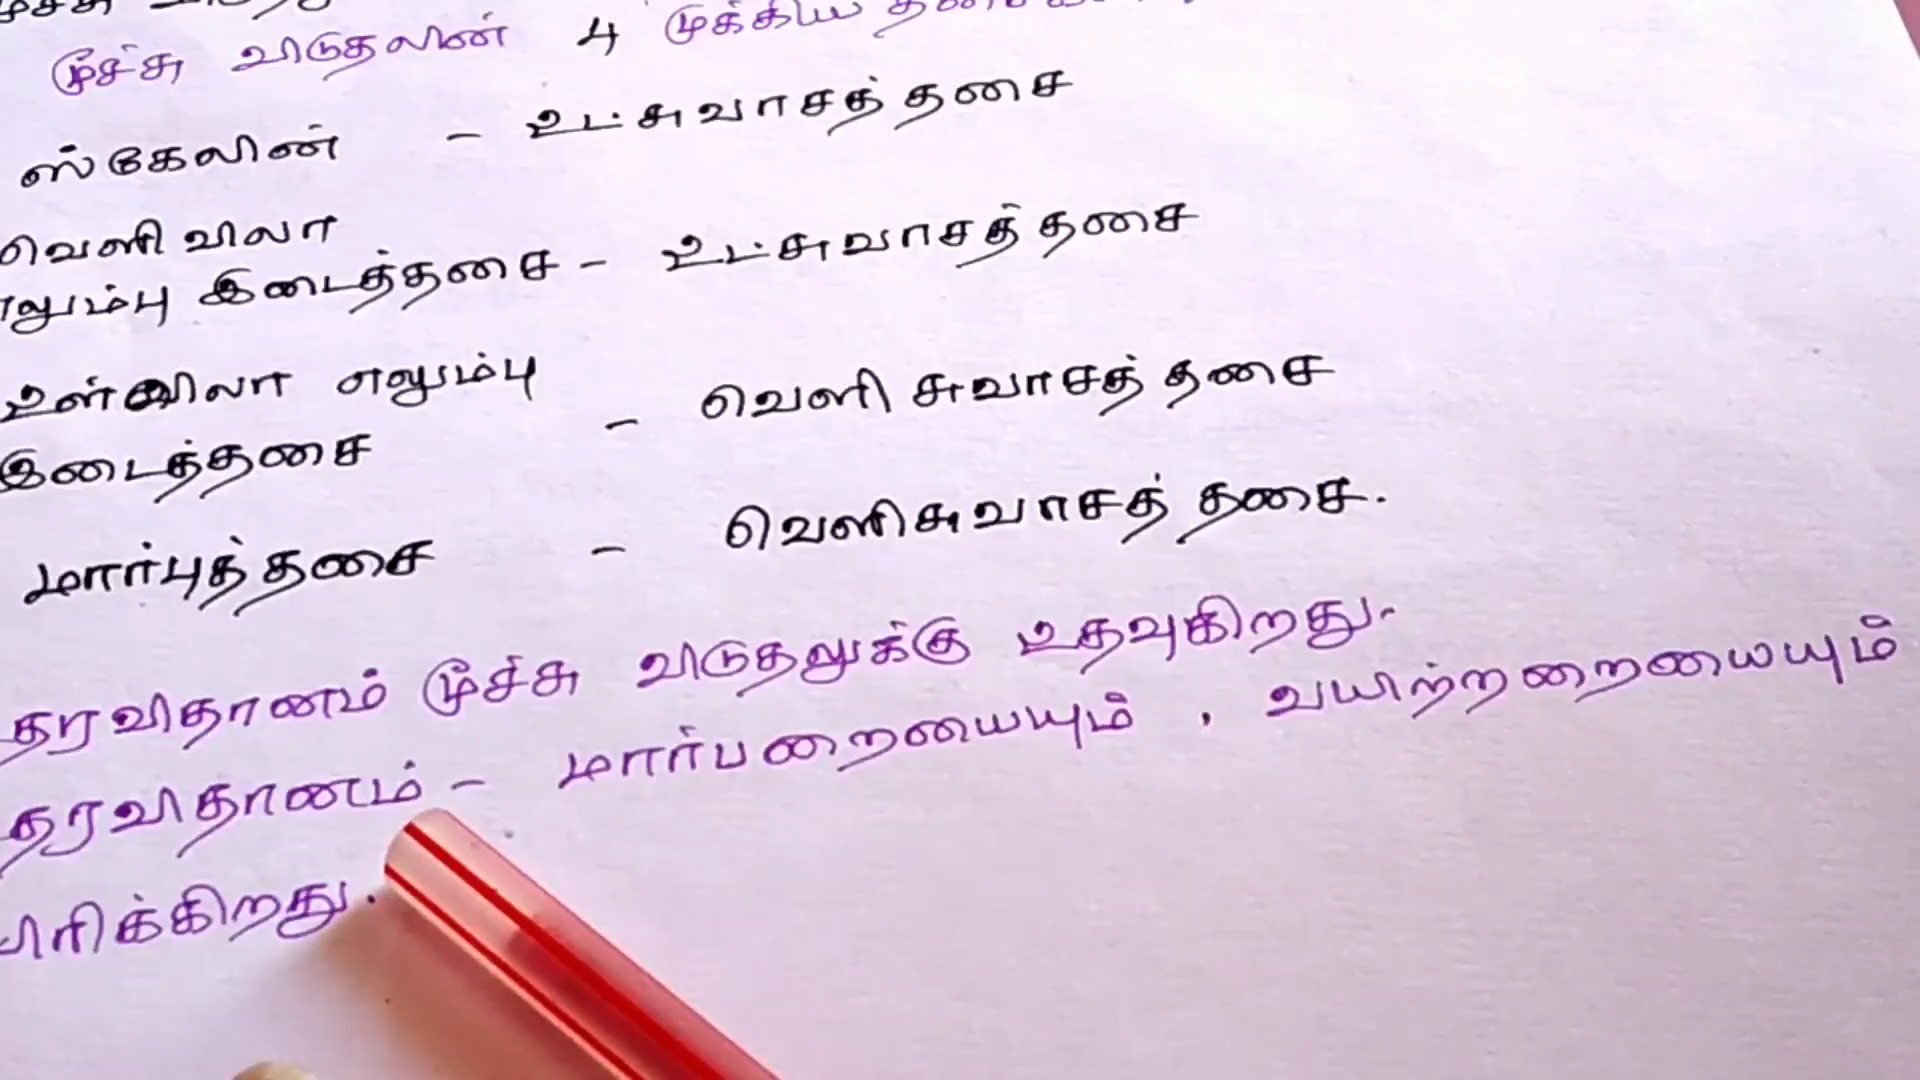 மூச்சு விடுதலின் 4 முக்கிய
ஸ்கேலின் - உட்சுவாசத்தசை
வெளி விலா
எலும்பு இடைத்தசை - உட்சுவாசத்தசை
உள்விலா எலும்பு
இடைத்தசை - வெளி சுவாசத் தசை
மார்புத்தசை - வெளிசுவாசத் தசை.
தரவிதானம் மூச்சு விடுதலுக்கு உதவுகிறது.
தரவிதானம் - மார்பறையையும், வயிற்றறையையும்
பிரிக்கிறது.